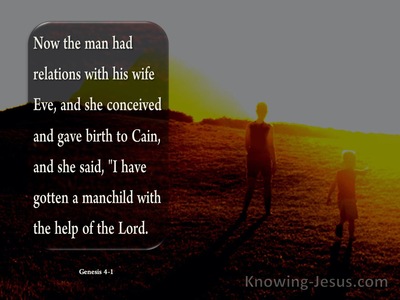 Now the man had
relations with his wife
Eve, and she conceived
and gave birth to Cain,
and she said, "I have
gotten a manchild with
the help of the Lord.
Genesis 4-1
Knowing-Jesus.com